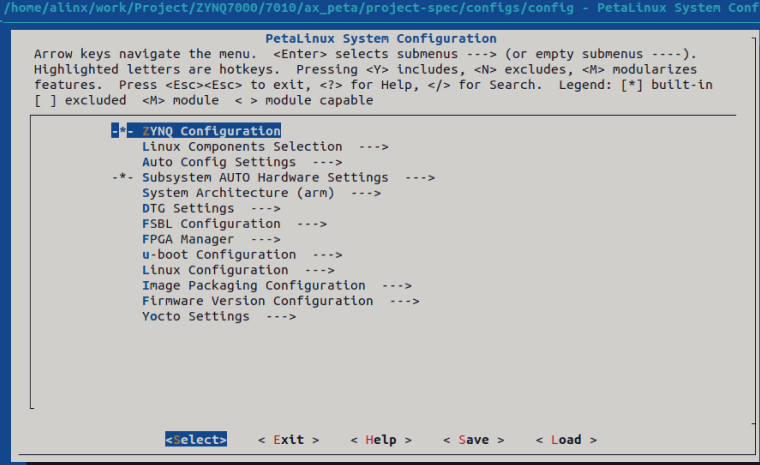 /home/alinx/work/Project/ZYNQ7000/7010/ax_peta/project-spec/configs/config - PetaLinux System Conf
PetaLinux System Configuration
Arrow keys navigate the menu.  <Enter> selects submenus ---> (or empty submenus ----).
Highlighted letters are hotkeys.  Pressing <Y> includes, <N> excludes, <M> modularizes
features.  Press <Esc><Esc> to exit, <?> for Help, </> for Search.  Legend: [*] built-in
[ ] excluded  <M> module  < > module capable
-*- ZYNQ Configuration
Linux Components Selection  --->
Auto Config Settings  --->
-*- Subsystem AUTO Hardware Settings  --->
System Architecture (arm)  --->
DTG Settings  --->
FSBL Configuration  --->
FPGA Manager  --->
u-boot Configuration  --->
Linux Configuration  --->
Image Packaging Configuration  --->
Firmware Version Configuration  --->
Yocto Settings  --->
<Select>    < Exit >    < Help >    < Save >    < Load >